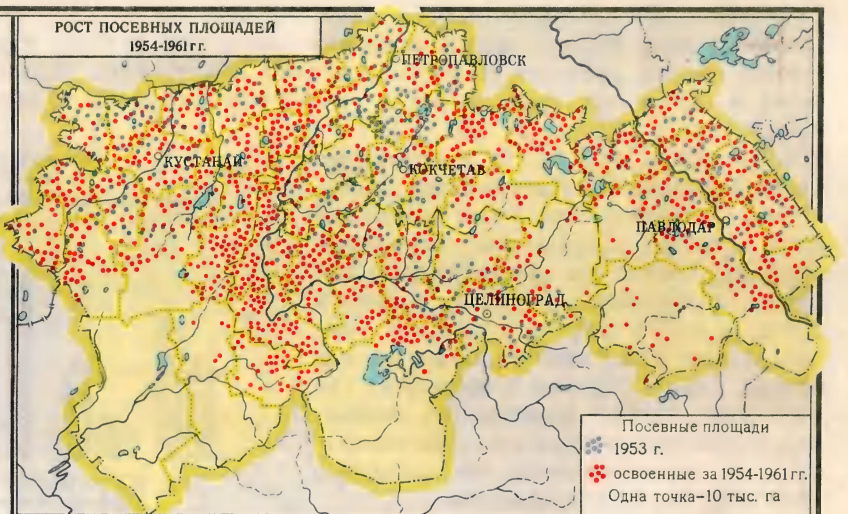 РОСТ ПОСЕВНЫХ ПЛОЩАДЕЙ
1954-1961 гг.
ПЕТРОПАВЛОВСК
КУСТАНАЙ
КОКЧЕТАВ
ПАВЛОДАР
ЦЕЛИНОГРАД
Посевные площади
1953 г.
освоенные за 1954-1961 гг.
Одна точка-10 тыс. га